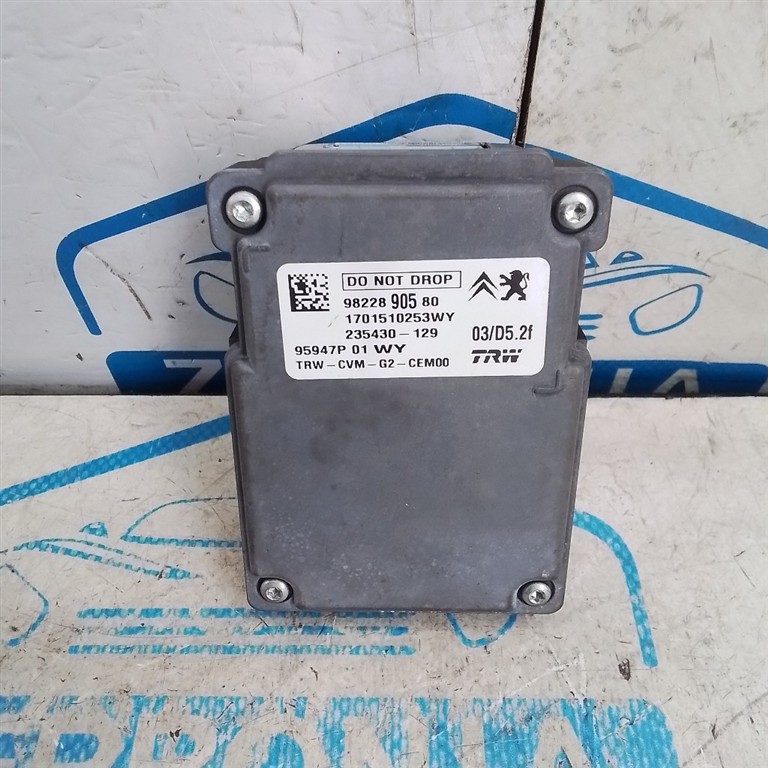 DO NOT DROP
98228 905 80
1701510253WY
235430-129
03/D5.2f
95947P 01 WY
TRW
TRW-CVM-G2-CEM00